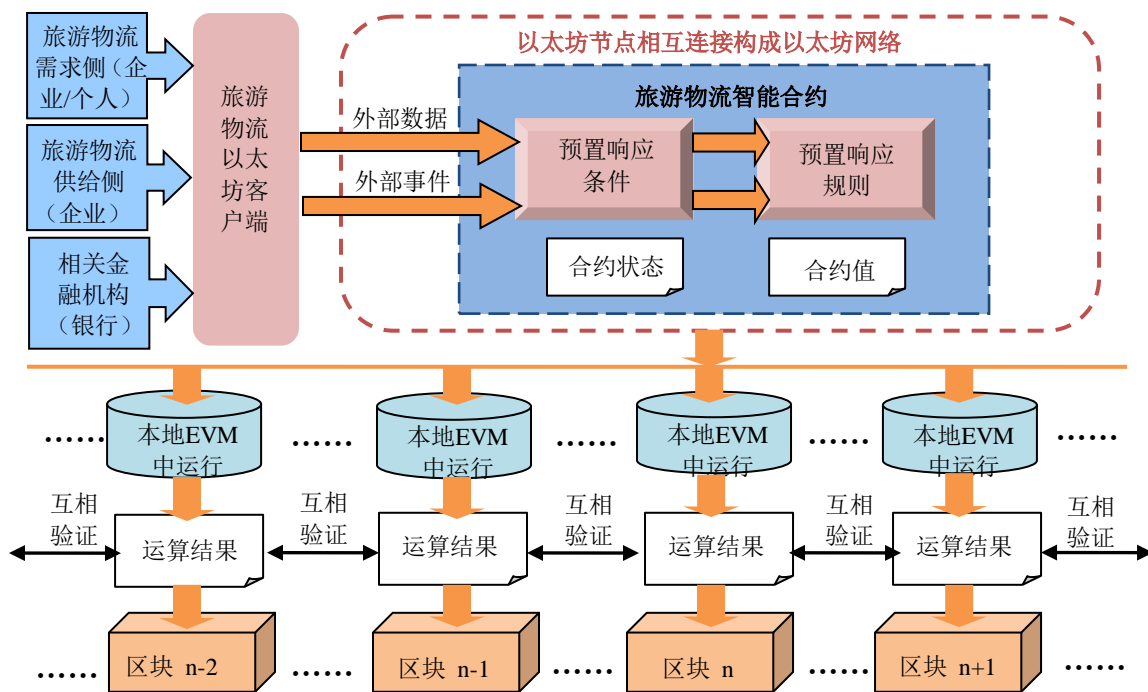 旅游物流
需求侧（企
业/个人）
旅游物流
供给侧
（企业）
相关金
融机构
（银行）
旅游
物流
以太
坊客
户端
外部数据
外部事件
以太坊节点相互连接构成以太坊网络
旅游物流智能合约
预置响应
条件
预置响应
规则
合约状态
合约值
……
本地EVM
中运行
……
本地EVM
中运行
……
本地EVM
中运行
……
本地EVM
中运行
……
互相
验证
运算结果
互相
验证
运算结果
互相
验证
运算结果
互相
验证
运算结果
互相
验证
……
区块 n-2
……
区块 n-1
……
区块 n
……
区块 n+1
……